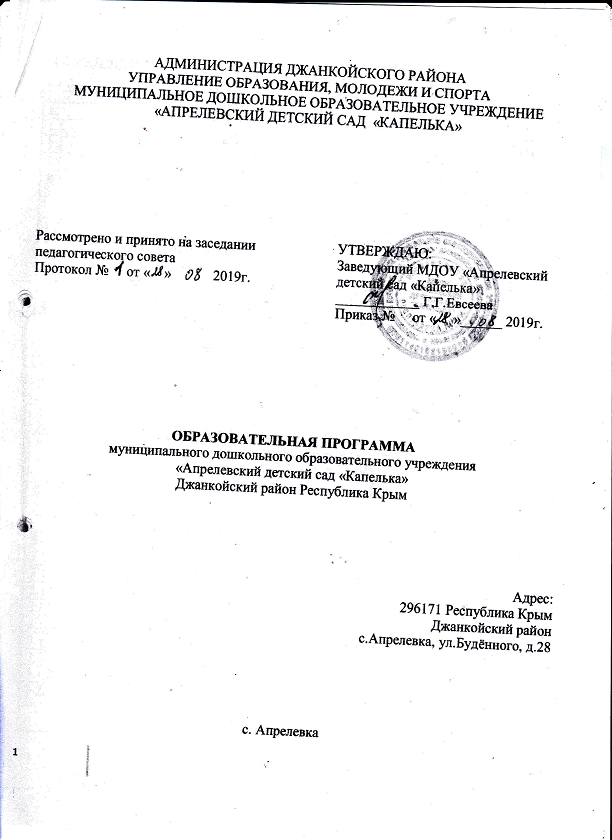 АДМИНИСТРАЦИЯ ДЖАНКОЙСКОГО РАЙОНА
УПРАВЛЕНИЕ ОБРАЗОВАНИЯ, МОЛОДЕЖИ И СПОРТА
МУНИЦИПАЛЬНОЕ ДОШКОЛЬНОЕ ОБРАЗОВАТЕЛЬНОЕ УЧРЕЖДЕНИЕ
«АПРЕЛЕВСКИЙ ДЕТСКИЙ САД «КАПЕЛЬКА»
Рассмотрено и принято на заседании
педагогического совета
Протокол № 1 от «28» 08 2019г.
УТВЕРЖДАЮ:
Заведующий МДОУ «Апрелевский
детский сад «Капелька»
Г.Г.Евсеева
Приказ № от «28» 08 2019г.
ОБРАЗОВАТЕЛЬНАЯ ПРОГРАММА
муниципального дошкольного образовательного учреждения
«Апрелевский детский сад «Капелька»
Джанкойский район Республика Крым
Адрес:
296171 Республика Крым
Джанкойский район
с.Апрелевка, ул.Будённого, д.28
с. Апрелевка
1